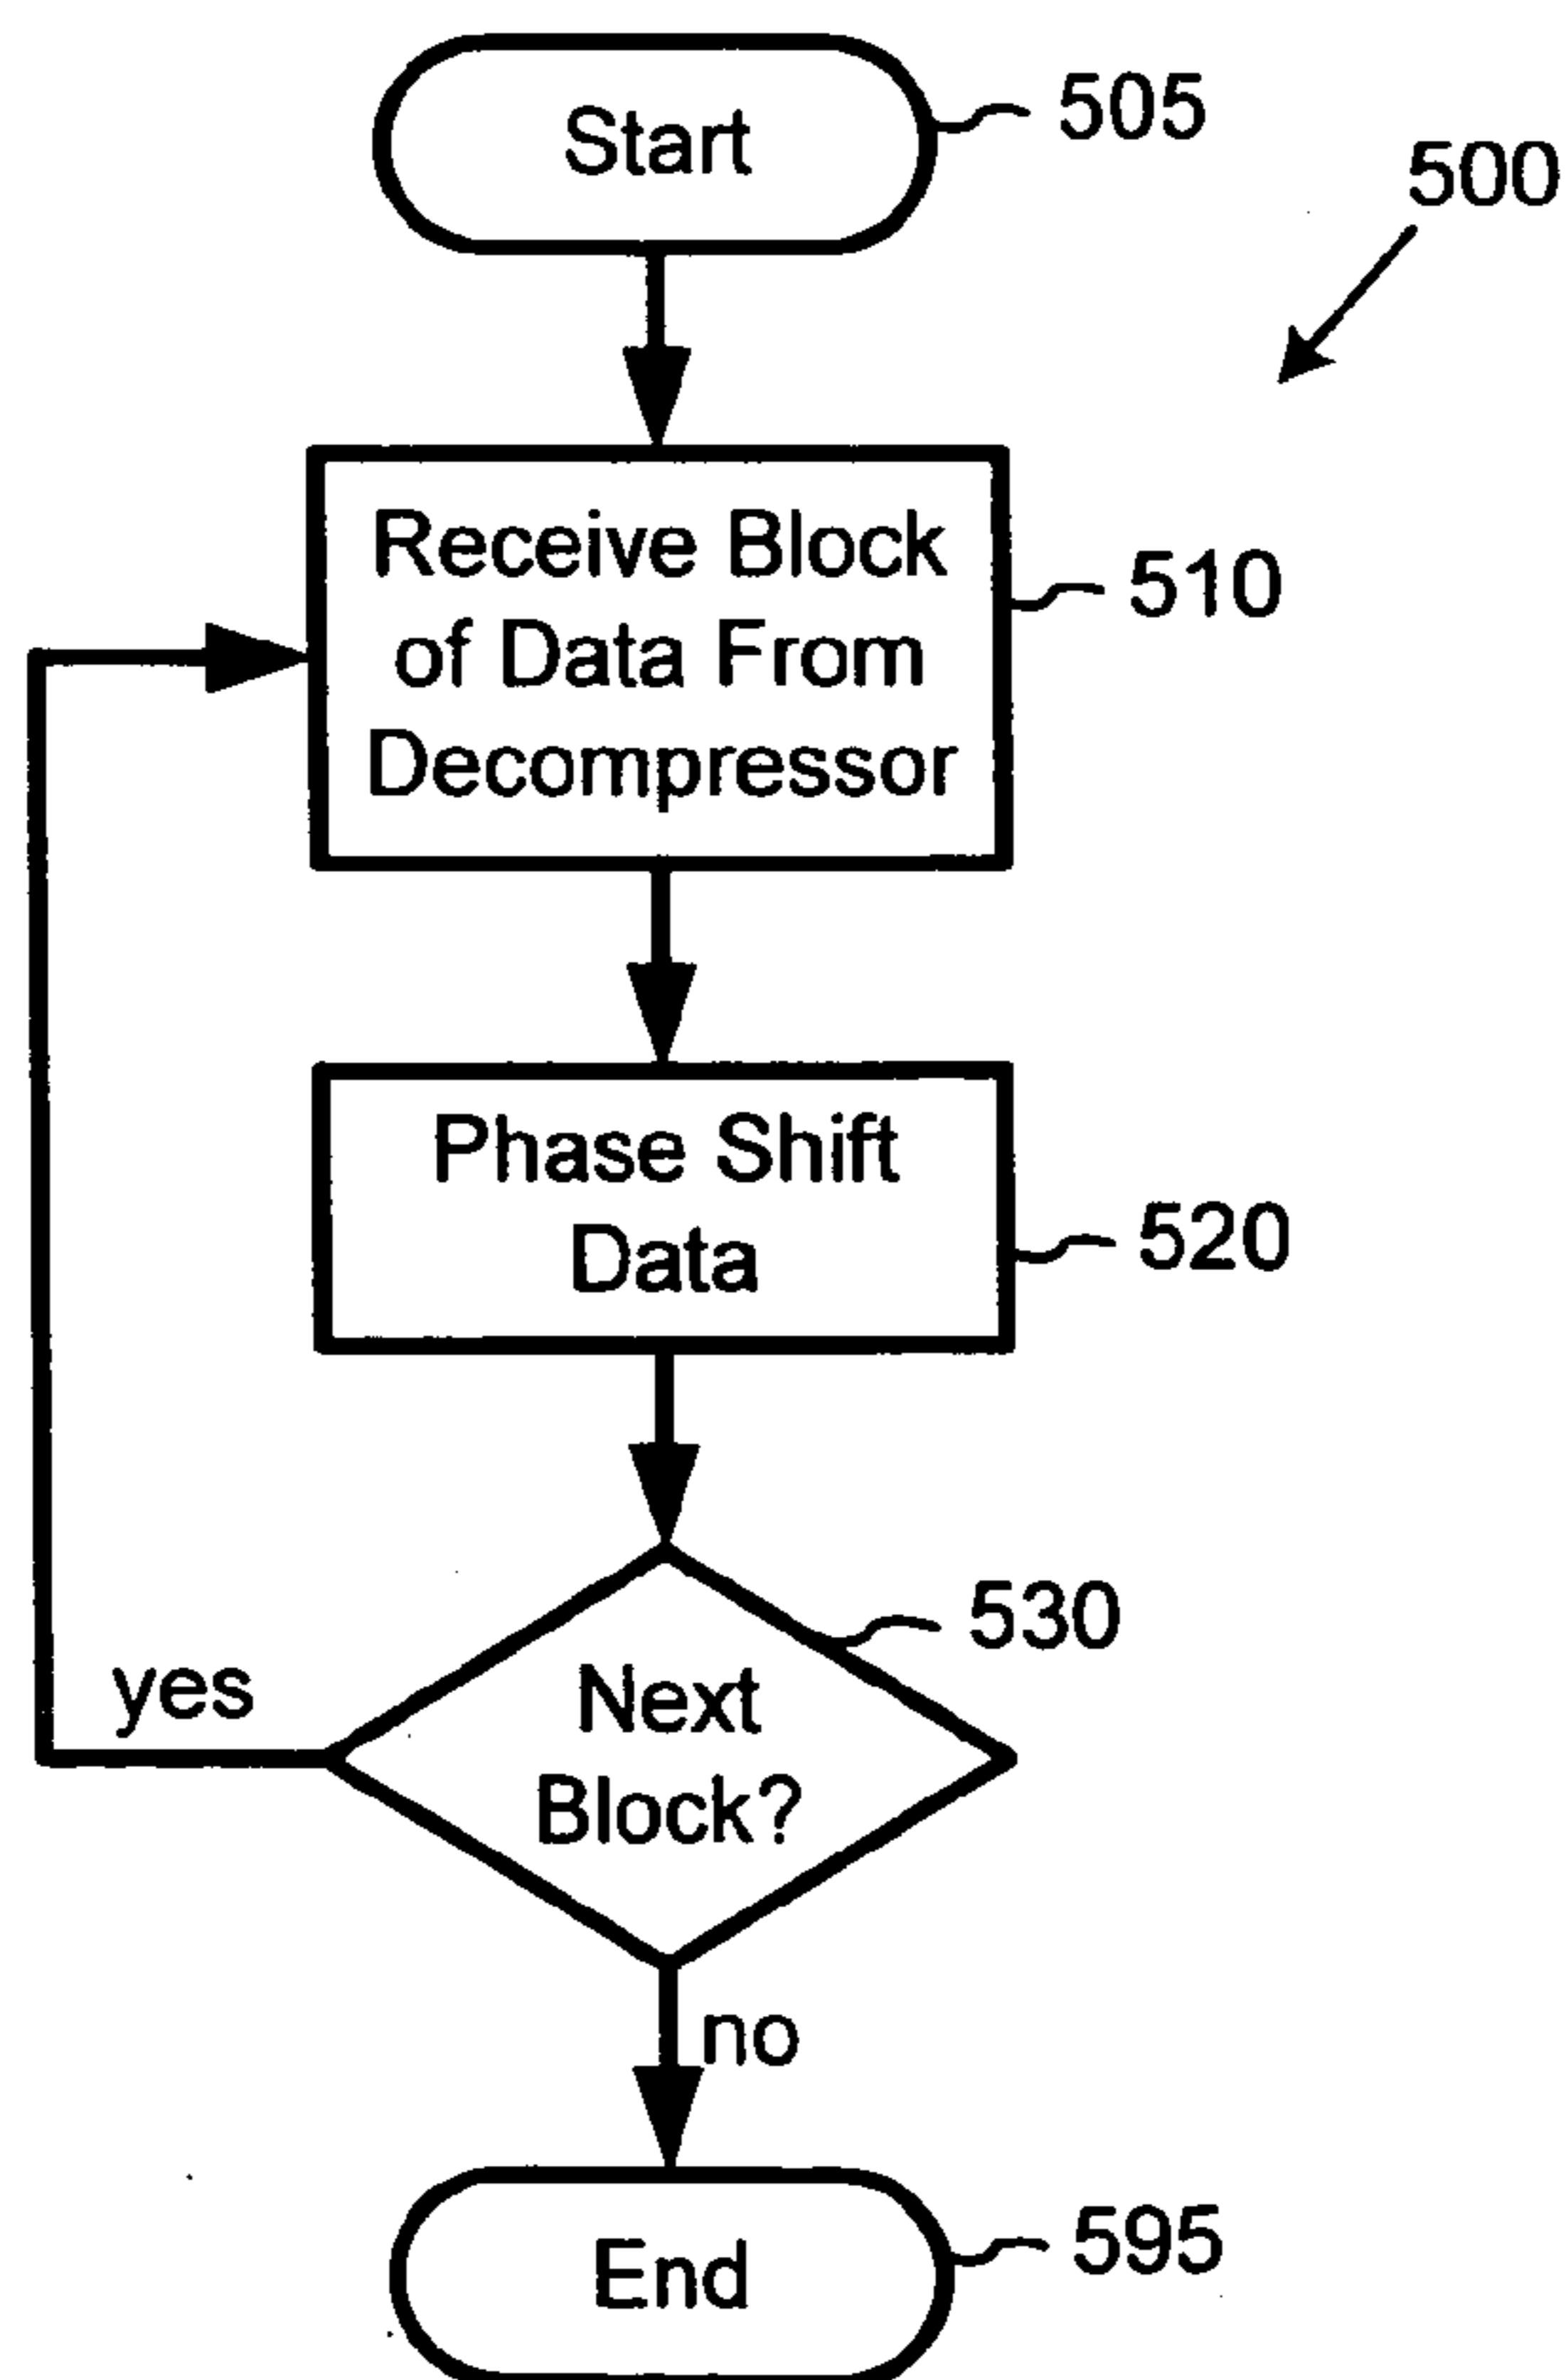 Start
505
500
Receive Block
of Data From
Decompressor
510
Phase Shift
Data
520
530
Next
Block?
yes
no
End
595